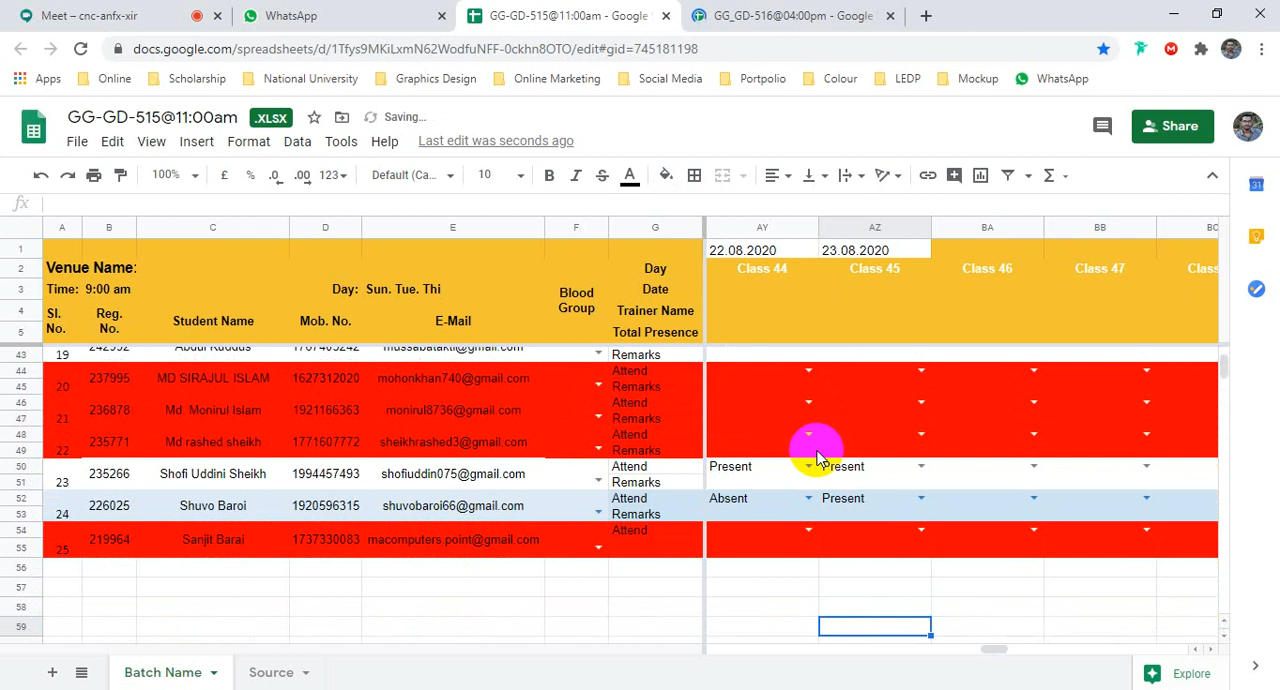 Meet – cnc-anfx-xir
WhatsApp
GG-GD-515@11:00am - Google
GG_GD-516@04:00pm - Google
docs.google.com/spreadsheets/d/1Tfys9MKiLxmN62WodfuNFF-0ckhn8OTO/edit#gid=745181198
Apps Online Scholarship National University Graphics Design Online Marketing Social Media Portpolio Colour LEDP Mockup WhatsApp
GG-GD-515@11:00am .XLSX Saving...
File Edit View Insert Format Data Tools Help Last edit was seconds ago
Share
100% £ % .0 .00 123 Default (Ca... 10 B I S A Σ
fx
A B C D E F G AY AZ BA BB
1 22.08.2020 23.08.2020
2 Venue Name: Day Class 44 Class 45 Class 46 Class 47 Class
3 Time: 9:00 am Day: Sun. Tue. Thi Blood Group Date
4 Sl. No. Reg. No. Student Name Mob. No. E-Mail Trainer Name
5 Total Presence
43 19 242992 Abdul Kuddus Remarks
44 237995 MD SIRAJUL ISLAM 1627312020 mohonkhan740@gmail.com Attend
45 20 Remarks
46 236878 Md Monirul Islam 1921166363 monirul8736@gmail.com Attend
47 21 Remarks
48 235771 Md rashed sheikh 1771607772 sheikhrashed3@gmail.com Attend
49 22 Remarks
50 235266 Shofi Uddini Sheikh 1994457493 shofiuddin075@gmail.com Attend Present Present
51 23 Remarks
52 226025 Shuvo Baroi 1920596315 shuvobaroi66@gmail.com Attend Absent Present
53 24 Remarks
54 219964 Sanjit Barai 1737330083 macomputers.point@gmail.com Attend
55 25
56
57
58
59
Batch Name Source Explore